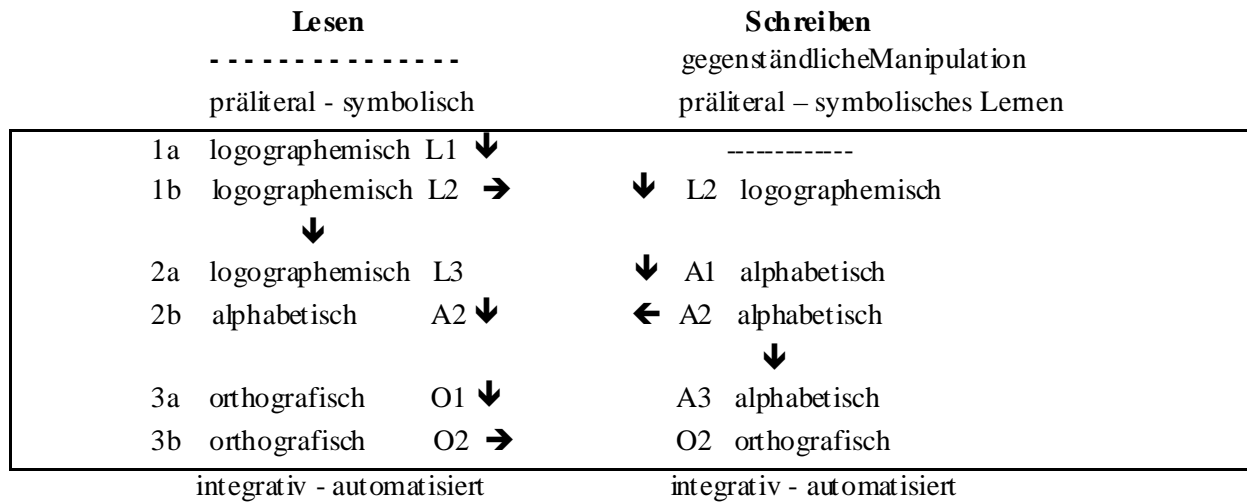 Lesen Schreiben
- - - - - - - - - - - - - - - gegenständlicheManipulation
präliteral - symbolisch präliteral – symbolisches Lernen
1a logographemisch L1 🡫 -------------
1b logographemisch L2 🡪 🡫 L2 logographemisch
🡫
2a logographemisch L3 🡫 A1 alphabetisch
2b alphabetisch A2 🡫 🡨 A2 alphabetisch
🡫
3a orthografisch O1 🡫 A3 alphabetisch
3b orthografisch O2 🡪 O2 orthografisch
integrativ - automatisiert integrativ - automatisiert